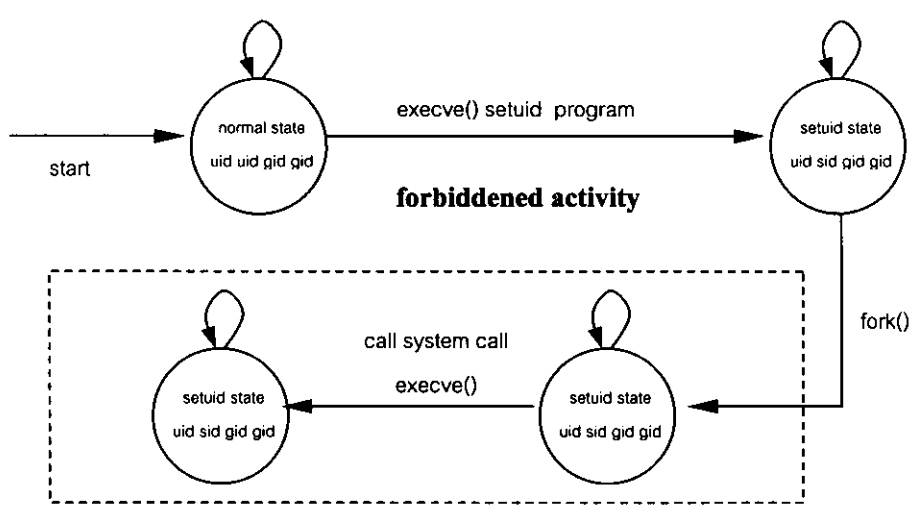 execve() setuid program
normal state
uid uid gid gid
setuid state
uid sid gid gid
start
forbiddened activity
fork()
call system call
execve()
setuid state
uid sid gid gid
setuid state
uid sid gid gid